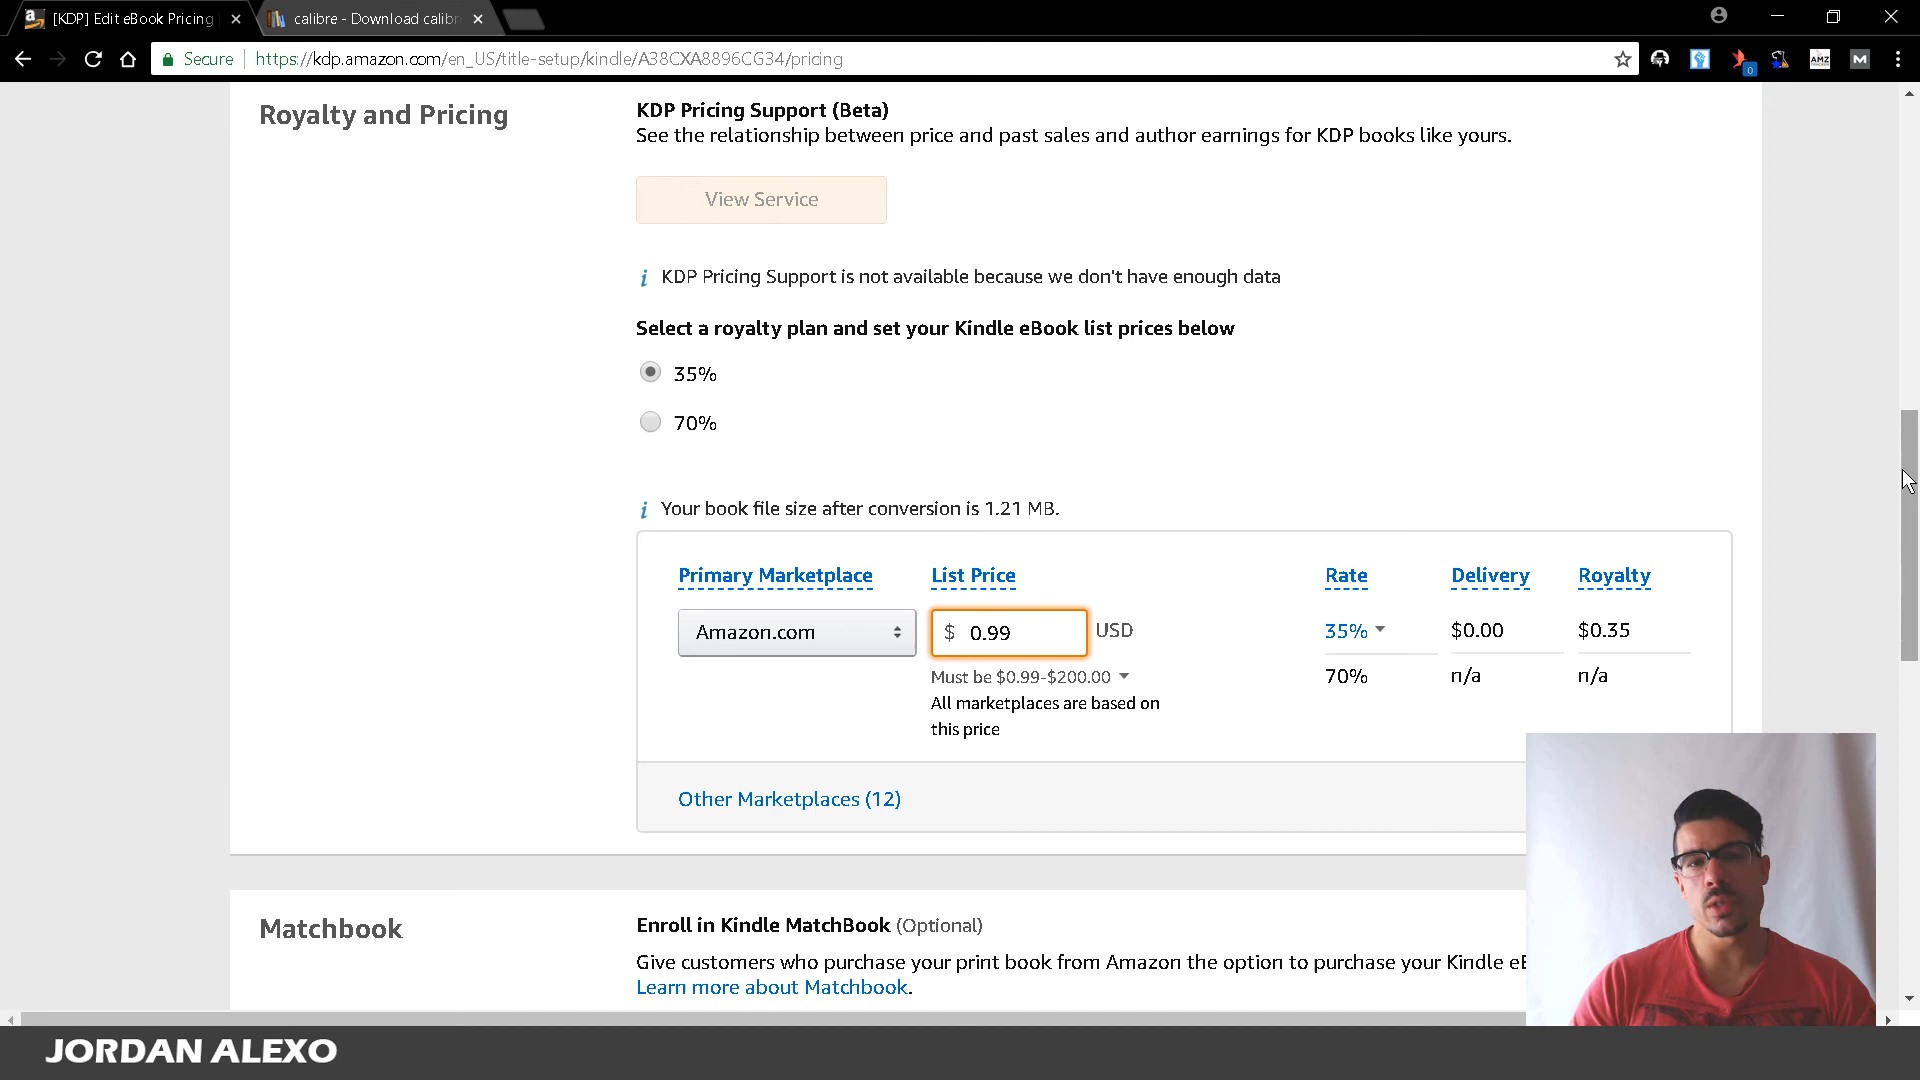 [KDP] Edit eBook Pricing
calibre - Download calibr
Secure
https://kdp.amazon.com/en_US/title-setup/kindle/A38CXA8896CG34/pricing
0
AMZ
M
Royalty and Pricing
KDP Pricing Support (Beta)
See the relationship between price and past sales and author earnings for KDP books like yours.
View Service
i KDP Pricing Support is not available because we don't have enough data
Select a royalty plan and set your Kindle eBook list prices below
35%
70%
i Your book file size after conversion is 1.21 MB.
Primary Marketplace List Price Rate Delivery Royalty
Amazon.com $ 0.99 USD 35% $0.00 $0.35
Must be $0.99-$200.00 70% n/a n/a
All marketplaces are based on
this price
Other Marketplaces (12)
Matchbook
Enroll in Kindle MatchBook (Optional)
Give customers who purchase your print book from Amazon the option to purchase your Kindle eB
Learn more about Matchbook.
JORDAN ALEXO